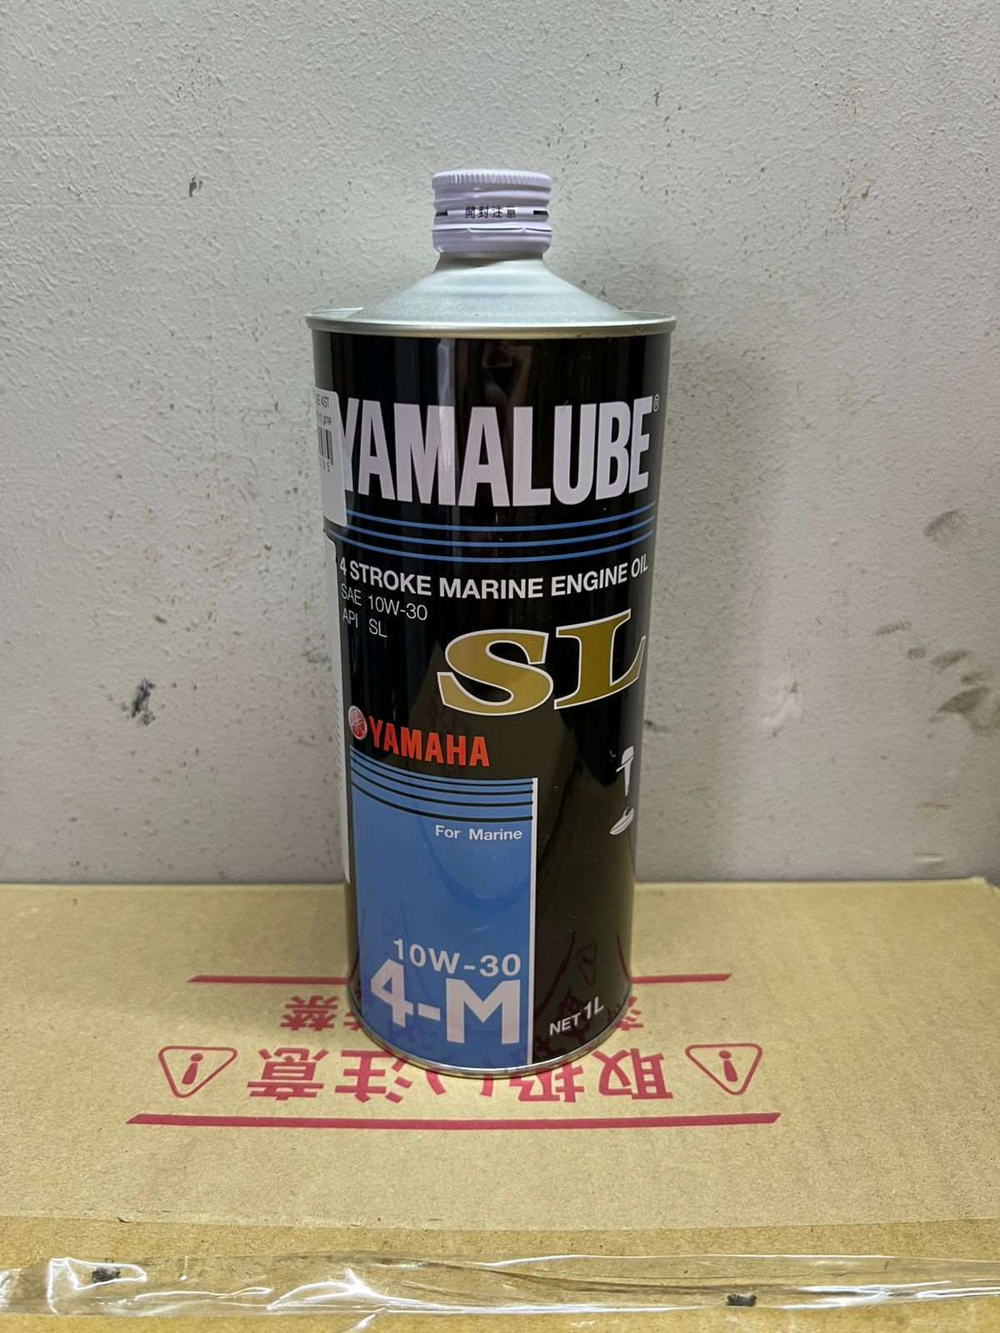 開封注意
YAMALUBE®
4 STROKE MARINE ENGINE OIL
SAE 10W-30
API SL
SL
YAMAHA
For Marine
10W-30
4-M
NET 1L
取扱い注意